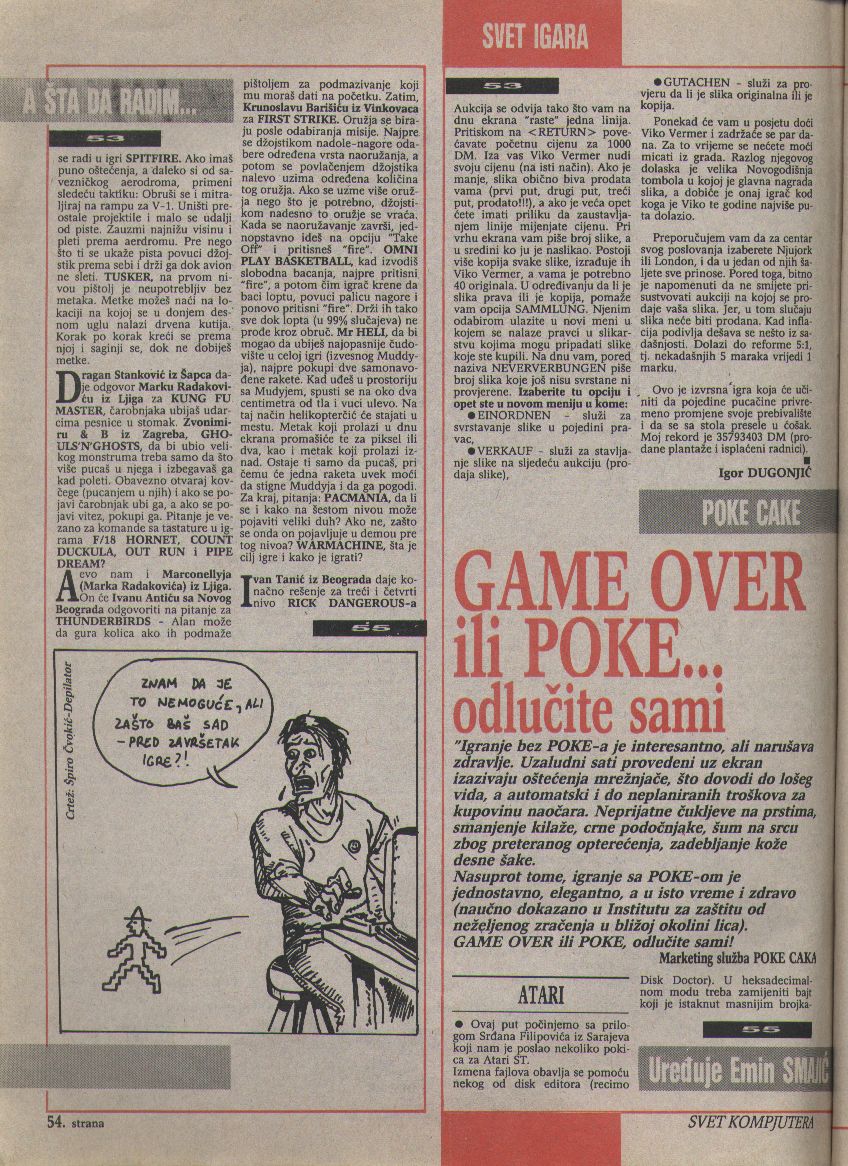 SVET IGARA
A ŠTA DA RADIM...
53
se radi u igri SPITFIRE. Ako imaš
puno oštećenja, a daleko si od sa-
vezničkog aerodroma, primeni
sledeću taktiku: Obruši se i mitra-
ljiraj na rampu za V-1. Uništi pre-
ostale projektile i malo se udalji
od piste. Zauzmi najnižu visinu i
pleti prema aerdromu. Pre nego
što ti se ukaže pista povuci džoj-
stik prema sebi i drži ga dok avion
ne sleti. TUSKER, na prvom ni-
vou pištolj je neupotrebljiv bez
metaka. Metke možeš naći na lo-
kaciji na kojoj se u donjem des-
nom uglu nalazi drvena kutija.
Korak po korak kreći se prema
njoj i saginji se, dok ne dobiješ
metke.
Dragan Stanković iz Šapca da-
je odgovor Marku Radakovi-
ću iz Ljiga za KUNG FU
MASTER, čarobnjaka ubijaš udar-
cima pesnice u stomak. Zvonimi-
ru & B iz Zagreba, GHO-
ULS'N'GHOSTS, da bi ubio veli-
kog monstruma treba samo da što
više pucaš u njega i izbegavaš ga
kad poleti. Obavezno otvaraj kov-
čege (pucanjem u njih) i ako se po-
javi čarobnjak ubi ga, a ako se po-
javi vitez, pokupi ga. Pitanje je ve-
zano za komande sa tastature u ig-
rama F/18 HORNET, COUNT
DUCKULA, OUT RUN i PIPE
DREAM?
Aevo nam i Marconellyja
(Marka Radakovića) iz Ljiga.
On će Ivanu Antiću sa Novog
Beograda odgovoriti na pitanje za
THUNDERBIRDS - Alan može
da gura kolica ako ih podmaže
pištoljem za podmazivanje koji
mu moraš dati na početku. Zatim,
Krunoslavu Barišiću iz Vinkovaca
za FIRST STRIKE. Oružja se bira-
ju posle odabiranja misije. Najpre
se džojstikom nadole-nagore oda-
bere određena vrsta naoružanja, a
potom se povlačenjem džojstika
nalevo uzima određena količina
tog oružja. Ako se uzme više oruž-
ja nego što je potrebno, džojsti-
kom nadesno to oružje se vraća.
Kada se naoružavanje završi, jed-
nopstavno ideš na opciju "Take
Off" i pritisneš "fire". OMNI
PLAY BASKETBALL, kad izvodiš
slobodna bacanja, najpre pritisni
"fire", a potom čim igrač krene da
baci loptu, povuci palicu nagore i
ponovo pritisni "fire". Drži ih tako
sve dok lopta (u 99% slučajeva) ne
prođe kroz obruč. Mr HELI, da bi
mogao da ubiješ najopasnije čudo-
vište u celoj igri (izvesnog Muddy-
ja), najpre pokupi dve samonavo-
đene rakete. Kad uđeš u prostoriju
sa Mudyjem, spusti se na oko dva
centimetra od tla i vuci ulevo. Na
taj način helikopterčić će stajati u
mestu. Metak koji prolazi u dnu
ekrana promašiće te za piksel ili
dva, kao i metak koji prolazi iz-
nad. Ostaje ti samo da pucaš, pri
čemu će jedna raketa uvek moći
da stigne Muddyja i da ga pogodi.
Za kraj, pitanja: PACMANIA, da li
se i kako na šestom nivou može
pojaviti veliki duh? Ako ne, zašto
se onda on pojavljuje u demou pre
tog nivoa? WARMACHINE, šta je
cilj igre i kako je igrati?
Ivan Tanić iz Beograda daje ko-
načno rešenje za treći i četvrti
nivo RICK DANGEROUS-a
55
Crtež: Špiro Čvokić-Depilator
ZNAM DA JE
TO NEMOGUĆE, ALI
ZAŠTO BAŠ SAD
- PRED ZAVRŠETAK
IGRE?!
53
Aukcija se odvija tako što vam na
dnu ekrana "raste" jedna linija.
Pritiskom na <RETURN> pove-
ćavate početnu cijenu za 1000
DM. Iza vas Viko Vermer nudi
svoju cijenu (na isti način). Ako je
manje, slika obično biva prodata
vama (prvi put, drugi put, treći
put, prodato!!!), a ako je veća opet
ćete imati priliku da zaustavlja-
njem linije mijenjate cijenu. Pri
vrhu ekrana vam piše broj slike, a
u sredini ko ju je naslikao. Postoji
više kopija svake slike, izrađuje ih
Viko Vermer, a vama je potrebno
40 originala. U određivanju da li je
slika prava ili je kopija, pomaže
vam opcija SAMMLUNG. Njenim
odabirom ulazite u novi meni u
kojem se nalaze pravci u slikar-
stvu kojima mogu pripadati slike
koje ste kupili. Na dnu vam, pored
naziva NEVERVERBUNGEN piše
broj slika koje još nisu svrstane ni
provjerene. Izaberite tu opciju i
opet ste u novom meniju u kome:
● EINORDNEN - služi za
svrstavanje slike u pojedini pra-
vac,
● VERKAUF - služi za stavlja-
nje slike na sljedeću aukciju (pro-
daja slike),
● GUTACHEN - služi za pro-
vjeru da li je slika originalna ili je
kopija.
Ponekad će vam u posjetu doći
Viko Vermer i zadržaće se par da-
na. Za to vrijeme se nećete moći
micati iz grada. Razlog njegovog
dolaska je velika Novogodišnja
tombola u kojoj je glavna nagrada
slika, a dobiće je onaj igrač kod
koga je Viko te godine najviše pu-
ta dolazio.
Preporučujem vam da za centar
svog poslovanja izaberete Njujork
ili London, i da u jedan od njih ša-
ljete sve prinose. Pored toga, bitno
je napomenuti da ne smijete pri-
sustvovati aukciji na kojoj se pro-
daje vaša slika. Jer, u tom slučaju
slika neće biti prodana. Kad infla-
cija podivlja dešava se nešto iz sa-
dašnjosti. Dolazi do reforme 5:1,
tj. nekadašnjih 5 maraka vrijedi 1
marku.
Ovo je izvrsna igra koja će uči-
niti da pojedine pucačine privre-
meno promjene svoje prebivalište
i da se sa stola presele u ćošak.
Moj rekord je 35793403 DM (pro-
dane plantaže i isplaćeni radnici).
Igor DUGONJIĆ
POKE CAKE
GAME OVER
ili POKE...
odlučite sami
"Igranje bez POKE-a je interesantno, ali narušava
zdravlje. Uzaludni sati provedeni uz ekran
izazivaju oštećenja mrežnjače, što dovodi do lošeg
vida, a automatski i do neplaniranih troškova za
kupovinu naočara. Neprijatne čukljeve na prstima,
smanjenje kilaže, crne podočnjake, šum na srcu
zbog preteranog opterećenja, zadebljanje kože
desne šake.
Nasuprot tome, igranje sa POKE-om je
jednostavno, elegantno, a u isto vreme i zdravo
(naučno dokazano u Institutu za zaštitu od
neželjenog zračenja u bližoj okolini lica).
GAME OVER ili POKE, odlučite sami!
Marketing služba POKE CAKA
ATARI
● Ovaj put počinjemo sa prilo-
gom Srđana Filipovića iz Sarajeva
koji nam je poslao nekoliko poki-
ca za Atari ST.
Izmena fajlova obavlja se pomoću
nekog od disk editora (recimo
Disk Doctor). U heksadecimal-
nom modu treba zamijeniti bajt
koji je istaknut masnijim brojka-
55
Uređuje Emin SMAJIĆ
54. strana
SVET KOMPJUTERA